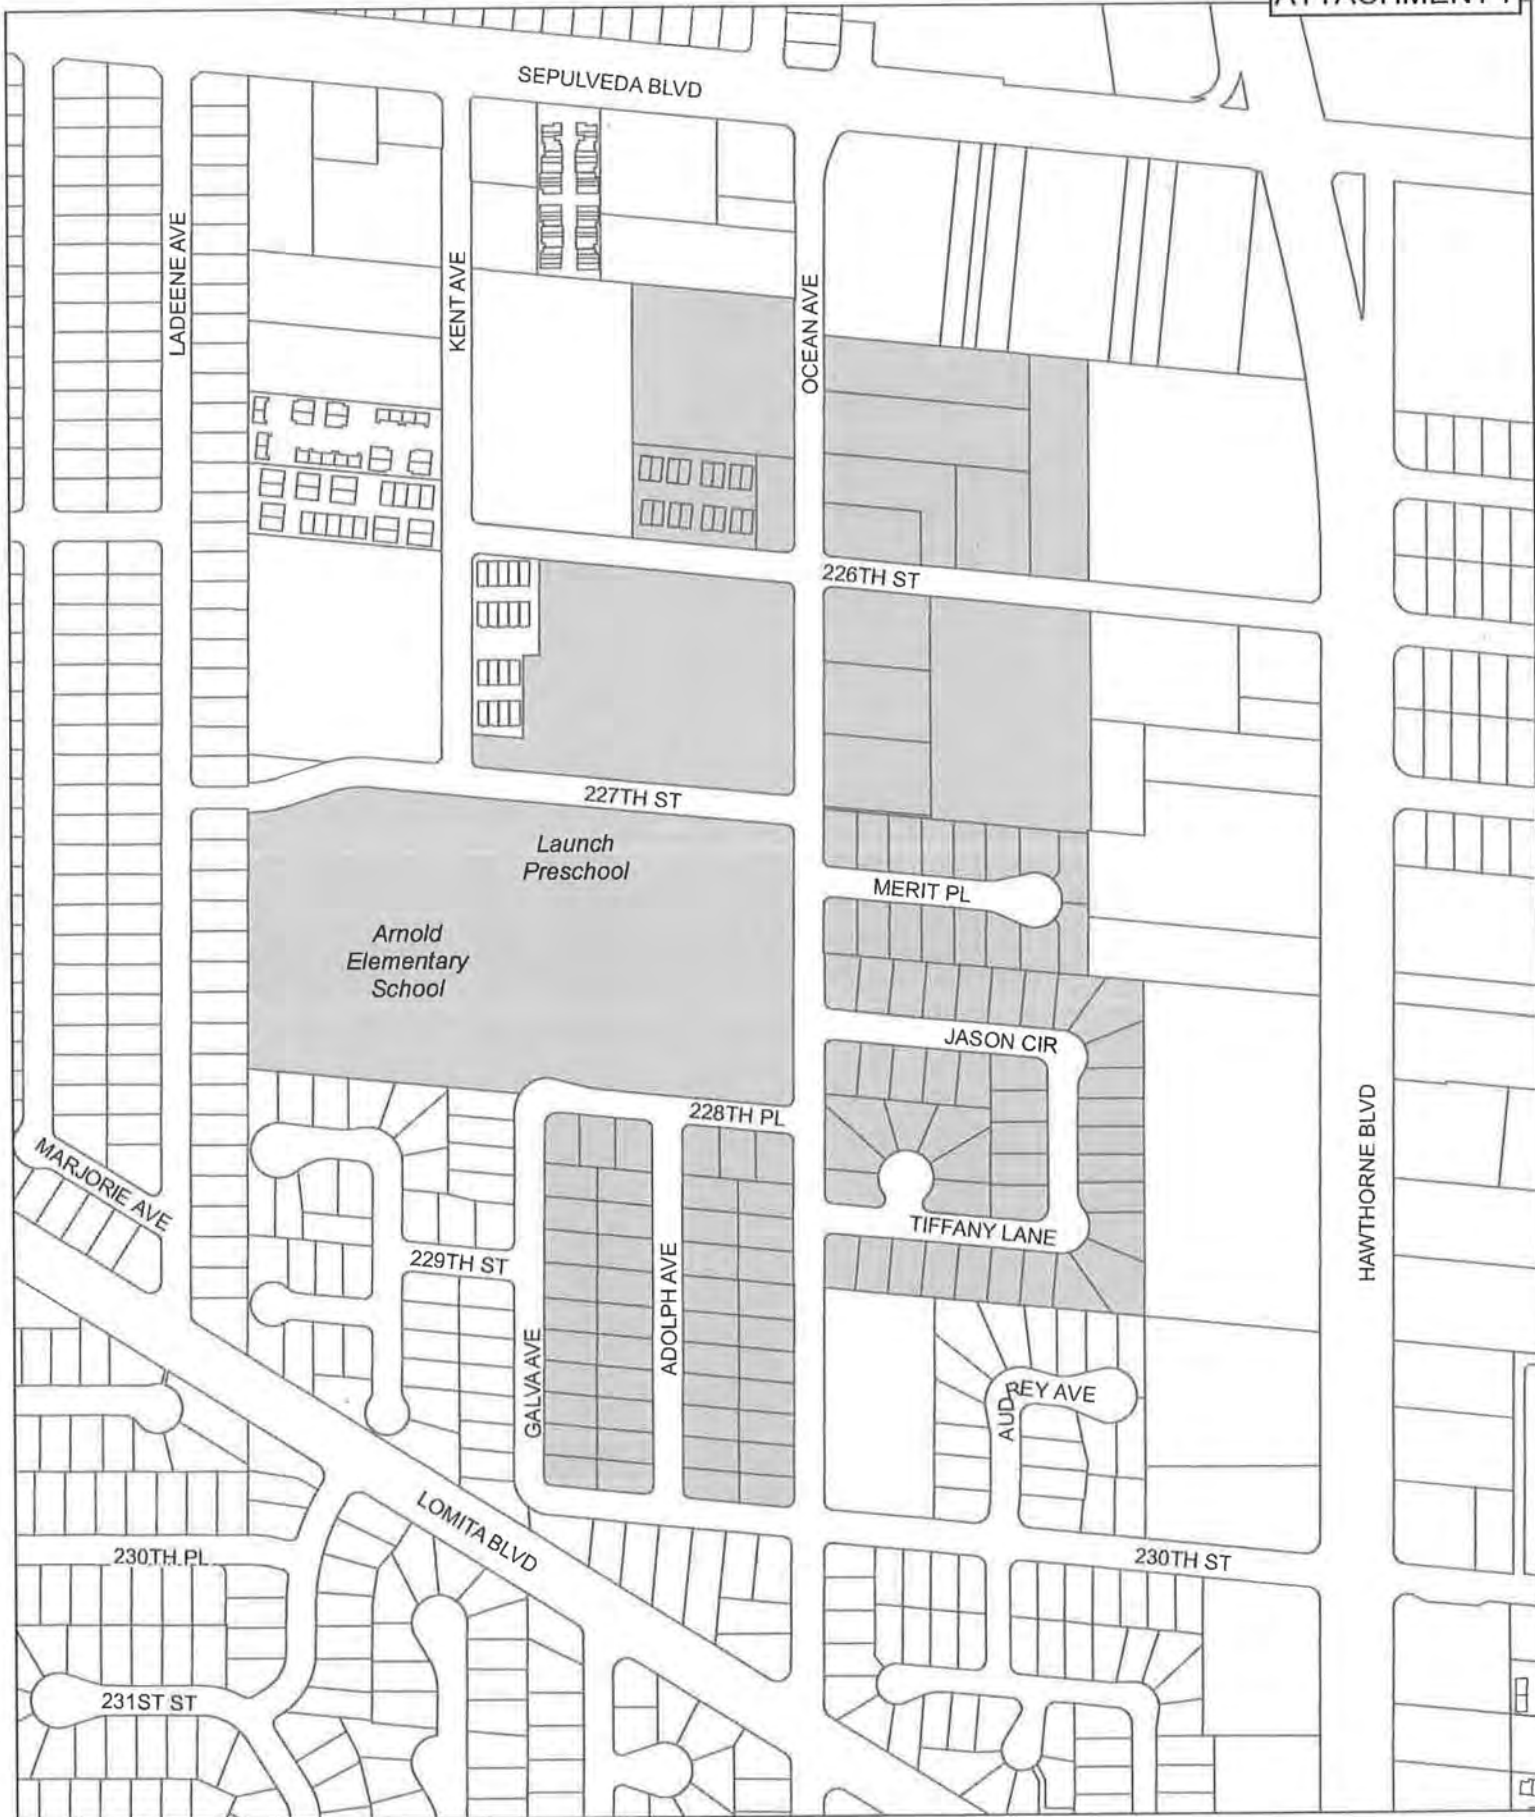 SEPULVEDA BLVD
LADEENE AVE
KENT AVE
OCEAN AVE
226TH ST
227TH ST
Launch
Preschool
MERIT PL
Arnold
Elementary
School
JASON CIR
228TH PL
HAWTHORNE BLVD
MARJORIE AVE
TIFFANY LANE
229TH ST
ADOLPH AVE
GALVA AVE
AUDREY AVE
LOMITA BLVD
230TH PL
230TH ST
231ST ST